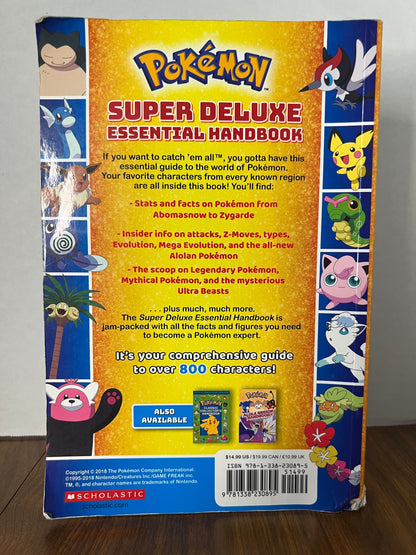 POKéMON
SUPER DELUXE
ESSENTIAL HANDBOOK
If you want to catch 'em all™, you gotta have this
essential guide to the world of Pokémon.
Your favorite characters from every known region
are all inside this book! You'll find:
• Stats and facts on Pokémon from
Abomasnow to Zygarde
• Insider info on attacks, Z-Moves, types,
Evolution, Mega Evolution, and the all-new
Alolan Pokémon
• The scoop on Legendary Pokémon,
Mythical Pokémon, and the mysterious
Ultra Beasts
. . . plus much, much more.
The Super Deluxe Essential Handbook is
jam-packed with all the facts and figures you need
to become a Pokémon expert.
It's your comprehensive guide
to over 800 characters!
ALSO
AVAILABLE
POKéMON
CLASSIC
COLLECTOR'S
HANDBOOK
POKéMON
Copyright © 2018 The Pokémon Company International.
©1995-2018 Nintendo/Creatures Inc./GAME FREAK inc.
TM, ®, and character names are trademarks of Nintendo.
SCHOLASTIC
scholastic.com
$14.99 US / $19.99 CAN / £10.99 UK
ISBN 978-1-338-23089-5
51499
9 781338 230895